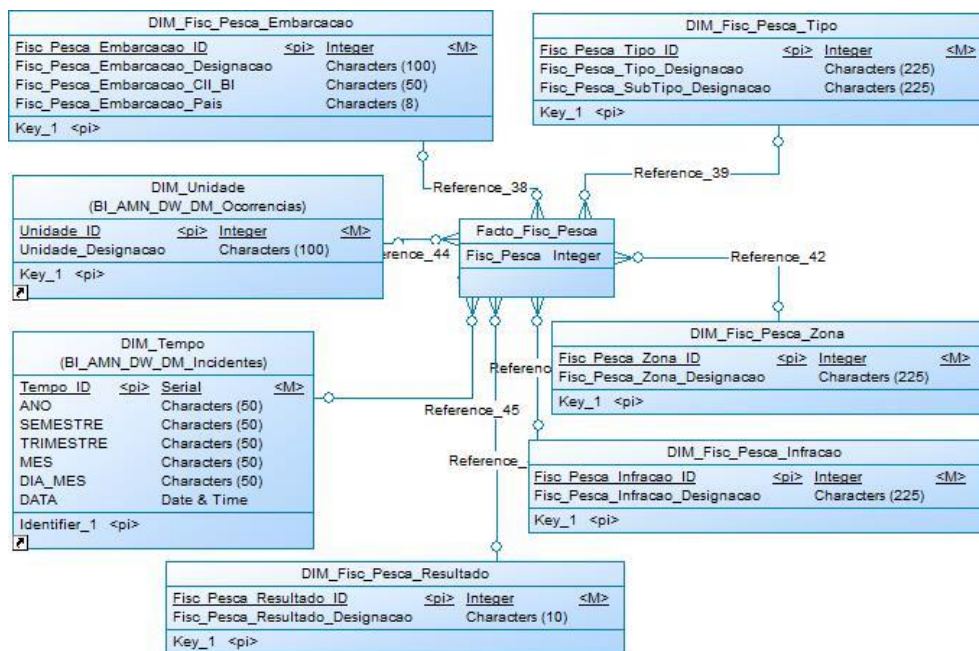 DIM_Fisc_Pesca_Embarcacao
Fisc_Pesca_Embarcacao_ID <pi> Integer <M>
Fisc_Pesca_Embarcacao_Designacao Characters (100)
Fisc_Pesca_Embarcacao_CII_BI Characters (50)
Fisc_Pesca_Embarcacao_Pais Characters (8)
Key_1 <pi>
DIM_Fisc_Pesca_Tipo
Fisc_Pesca_Tipo_ID <pi> Integer <M>
Fisc_Pesca_Tipo_Designacao Characters (225)
Fisc_Pesca_SubTipo_Designacao Characters (225)
Key_1 <pi>
Reference_38
Reference_39
DIM_Unidade
(BI_AMN_DW_DM_Ocorrencias)
Unidade_ID <pi> Integer <M>
Unidade_Designacao Characters (100)
Key_1 <pi>
erence_44
Facto_Fisc_Pesca
Fisc_Pesca Integer
Reference_42
DIM_Tempo
(BI_AMN_DW_DM_Incidentes)
Tempo_ID <pi> Serial <M>
ANO Characters (50)
SEMESTRE Characters (50)
TRIMESTRE Characters (50)
MES Characters (50)
DIA_MES Characters (50)
DATA Date & Time
Identifier_1 <pi>
Reference_45
Referenc
Reference_
DIM_Fisc_Pesca_Zona
Fisc_Pesca_Zona_ID <pi> Integer <M>
Fisc_Pesca_Zona_Designacao Characters (225)
Key_1 <pi>
DIM_Fisc_Pesca_Infracao
Fisc_Pesca_Infracao_ID <pi> Integer <M>
Fisc_Pesca_Infracao_Designacao Characters (225)
Key_1 <pi>
DIM_Fisc_Pesca_Resultado
Fisc_Pesca_Resultado_ID <pi> Integer <M>
Fisc_Pesca_Resultado_Designacao Characters (10)
Key_1 <pi>